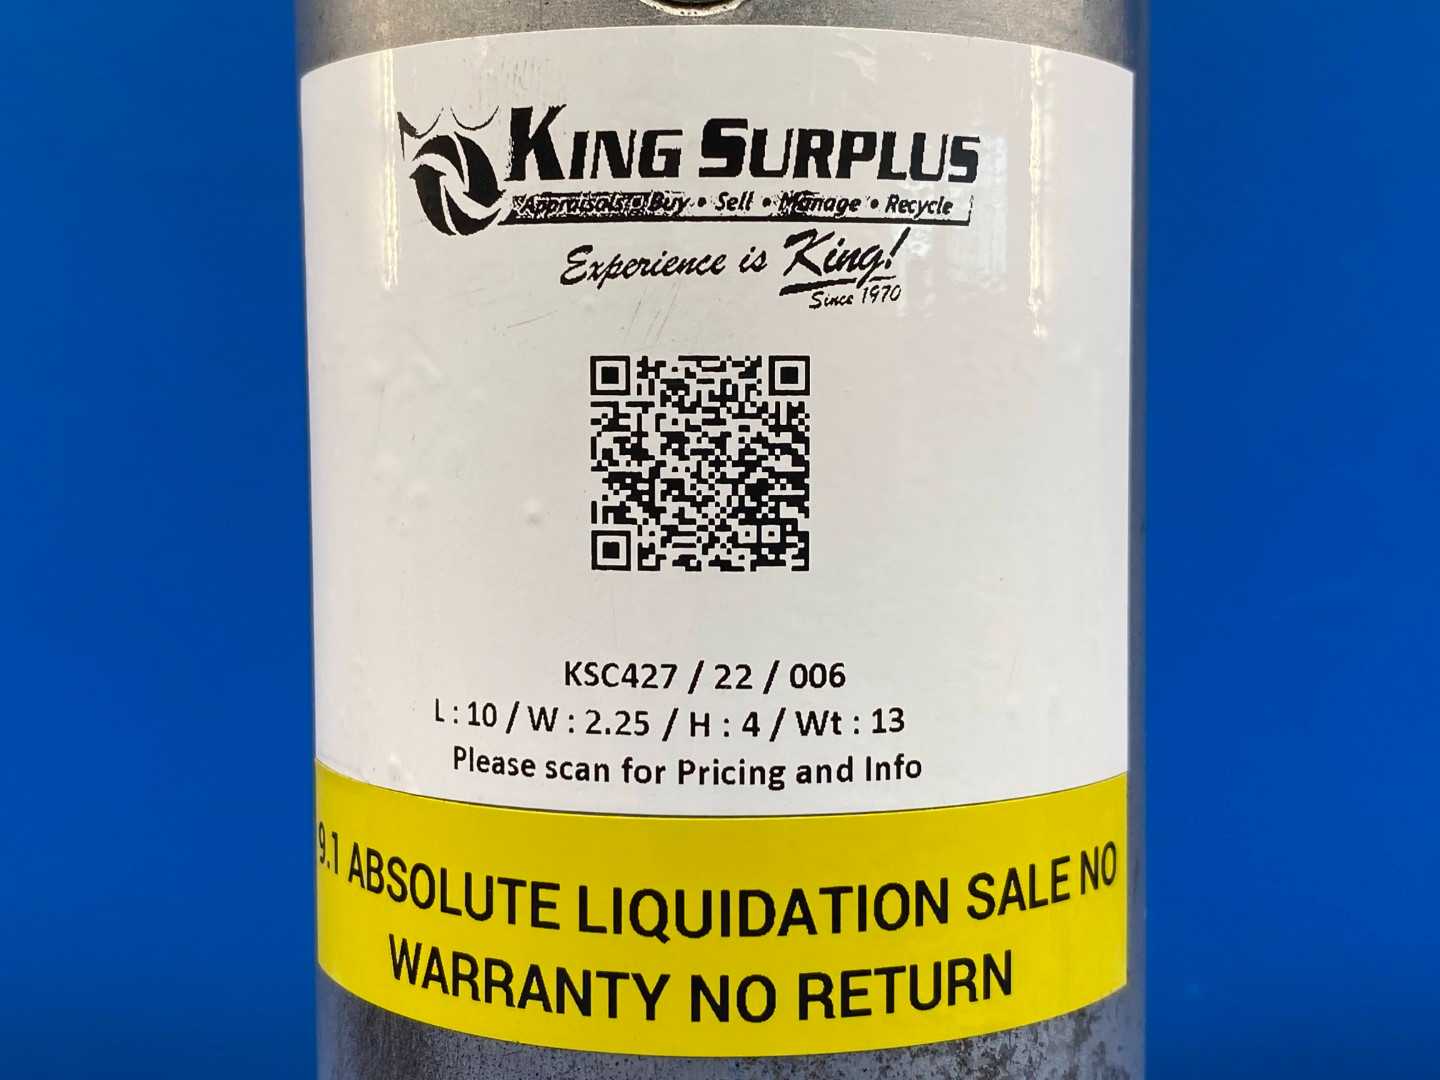 KING SURPLUS
Appraisals • Buy • Sell • Manage • Recycle
Experience is King!
Since 1970
KSC427 / 22 / 006
L : 10 / W : 2.25 / H : 4 / Wt : 13
Please scan for Pricing and Info
9.1 ABSOLUTE LIQUIDATION SALE NO
WARRANTY NO RETURN